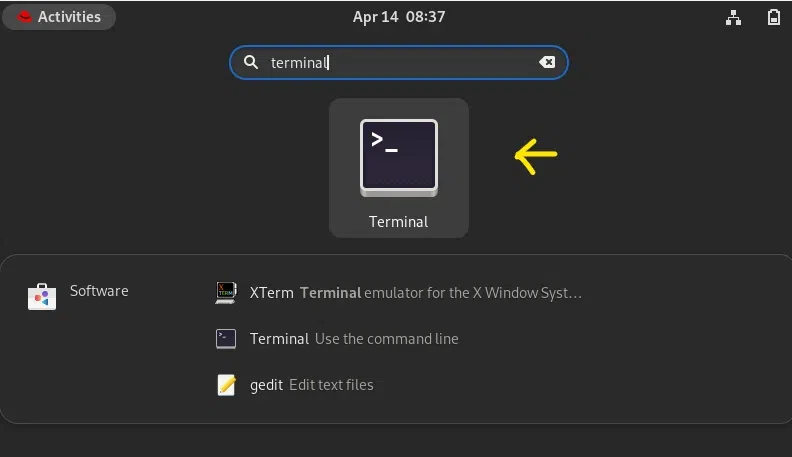 Activities
Apr 14 08:37
terminal
>_
Terminal
Software
XTerm Terminal emulator for the X Window Syst…
Terminal Use the command line
gedit Edit text files